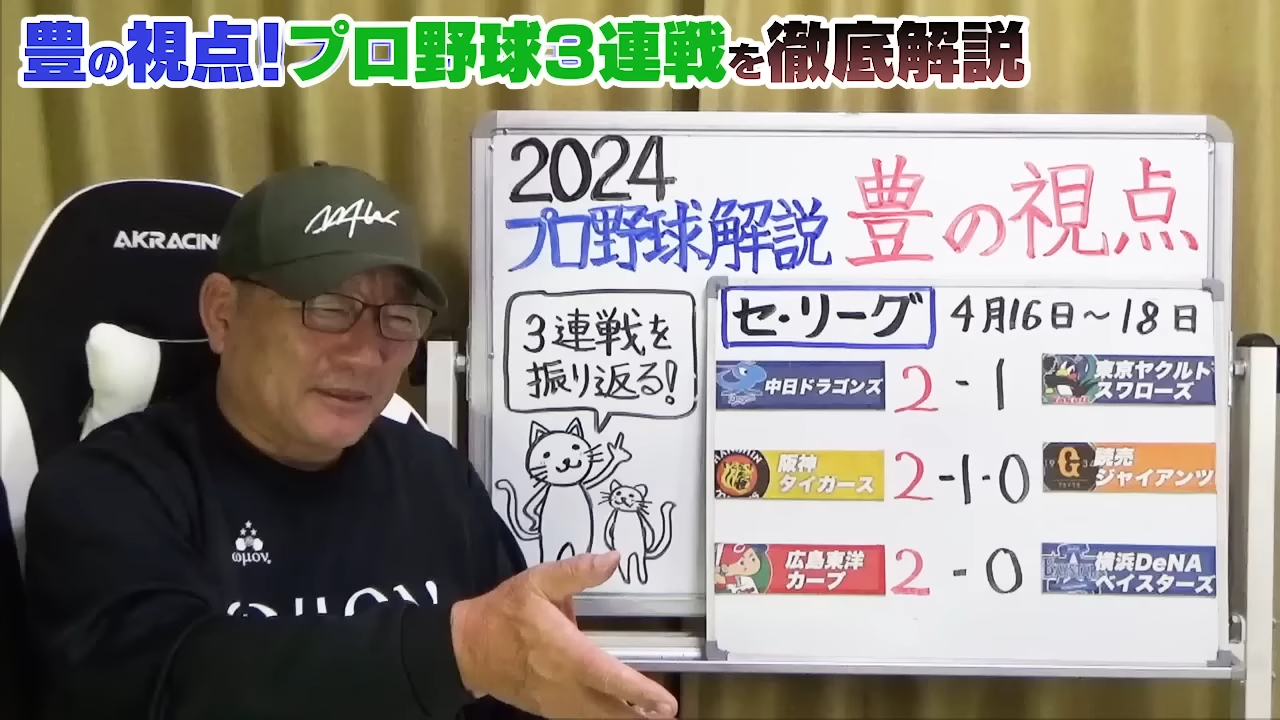 豊の視点!プロ野球3連戦を徹底解説
AKRACING
2024
プロ野球解説 豊の視点
3連戦を
振り返る!
セ・リーグ 4月16日～18日
中日ドラゴンズ 2 - 1 東京ヤクルト
スワローズ
阪神
タイガース 2 - 1 - 0 読売
ジャイアンツ
広島東洋
カープ 2 - 0 横浜DeNA
ベイスターズ
ωμον.